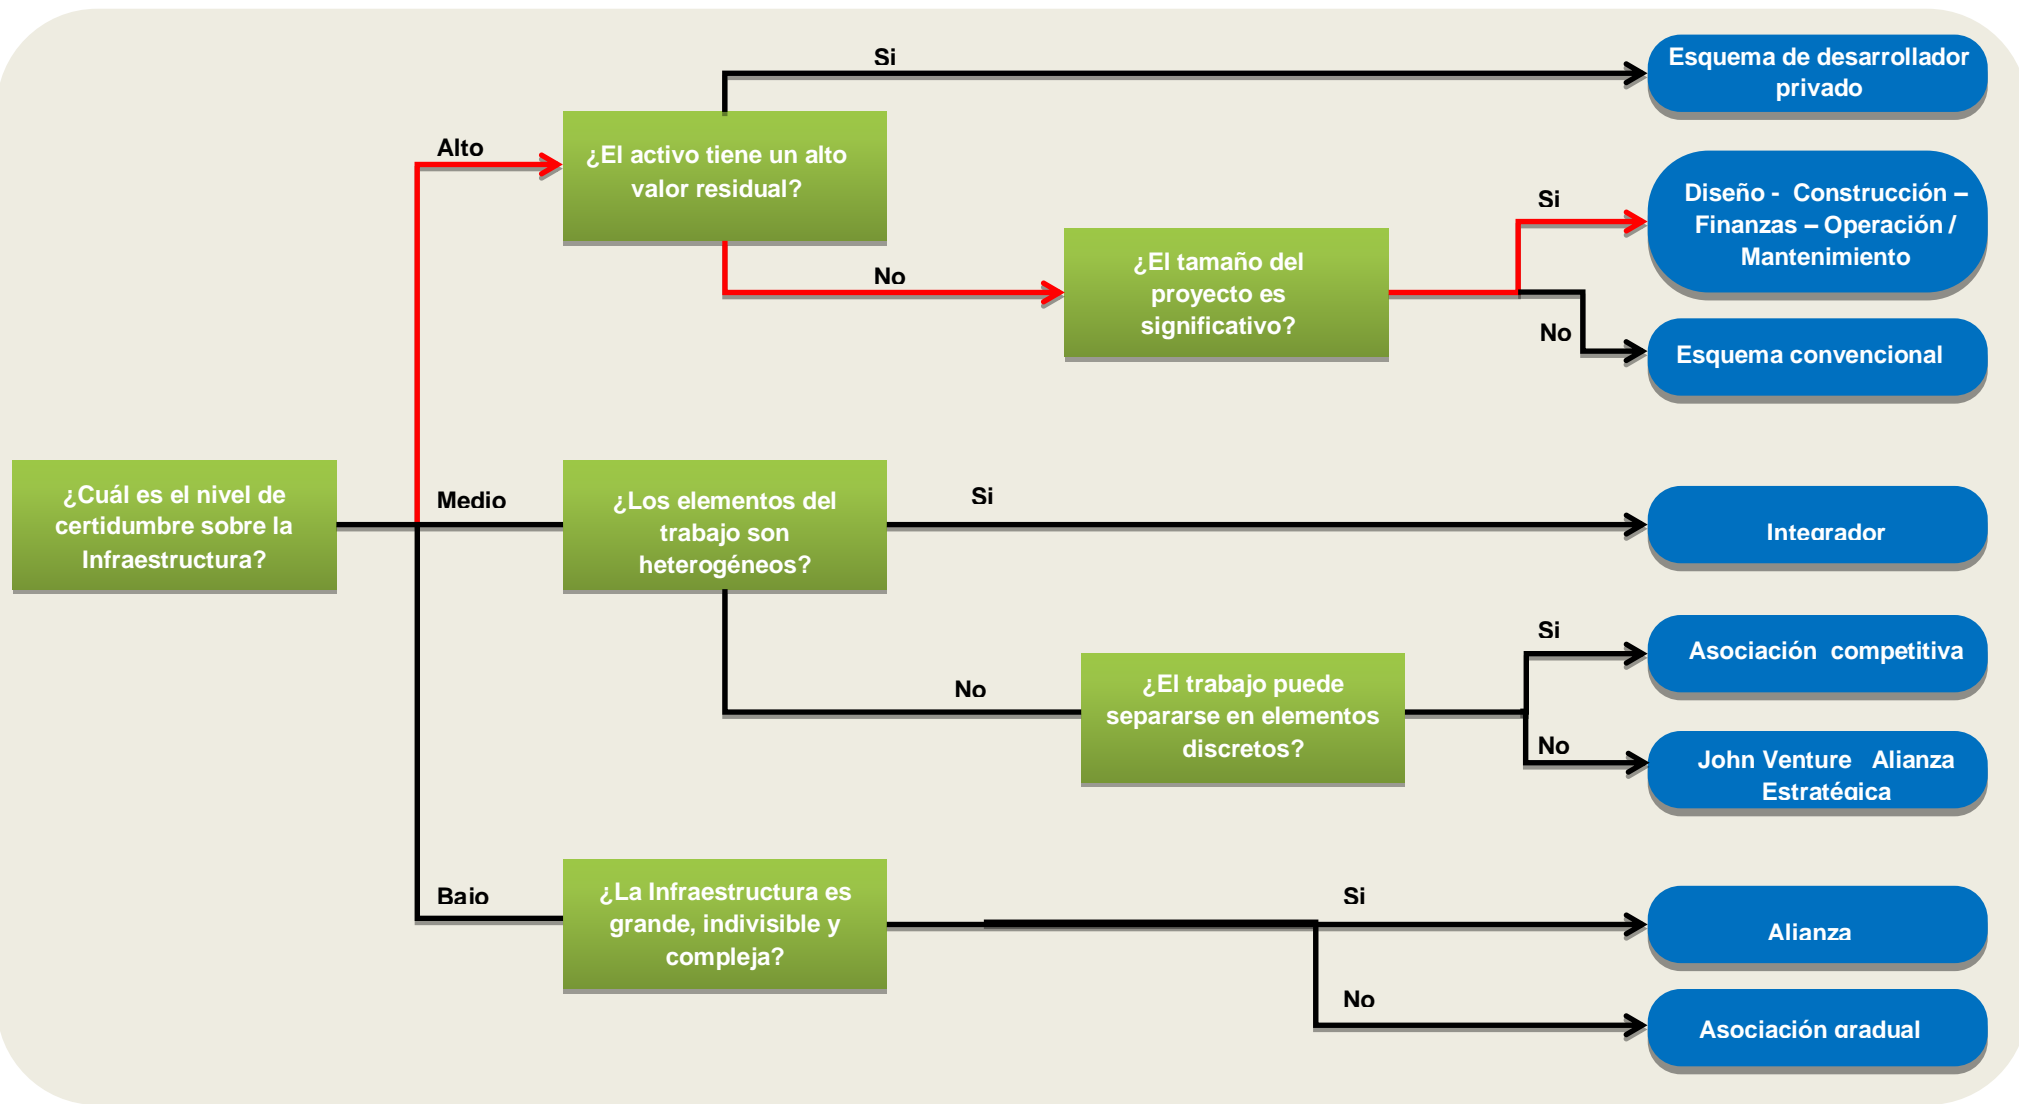 Si
Esquema de desarrollador
privado
Alto
¿El activo tiene un alto
valor residual?
Si
Diseño - Construcción –
Finanzas – Operación /
Mantenimiento
No
¿El tamaño del
proyecto es
significativo?
No
Esquema convencional
¿Cuál es el nivel de
certidumbre sobre la
Infraestructura?
Medio
¿Los elementos del
trabajo son
heterogéneos?
Si
Integrador
No
¿El trabajo puede
separarse en elementos
discretos?
Si
Asociación competitiva
No
John Venture Alianza
Estratégica
Bajo
¿La Infraestructura es
grande, indivisible y
compleja?
Si
Alianza
No
Asociación gradual